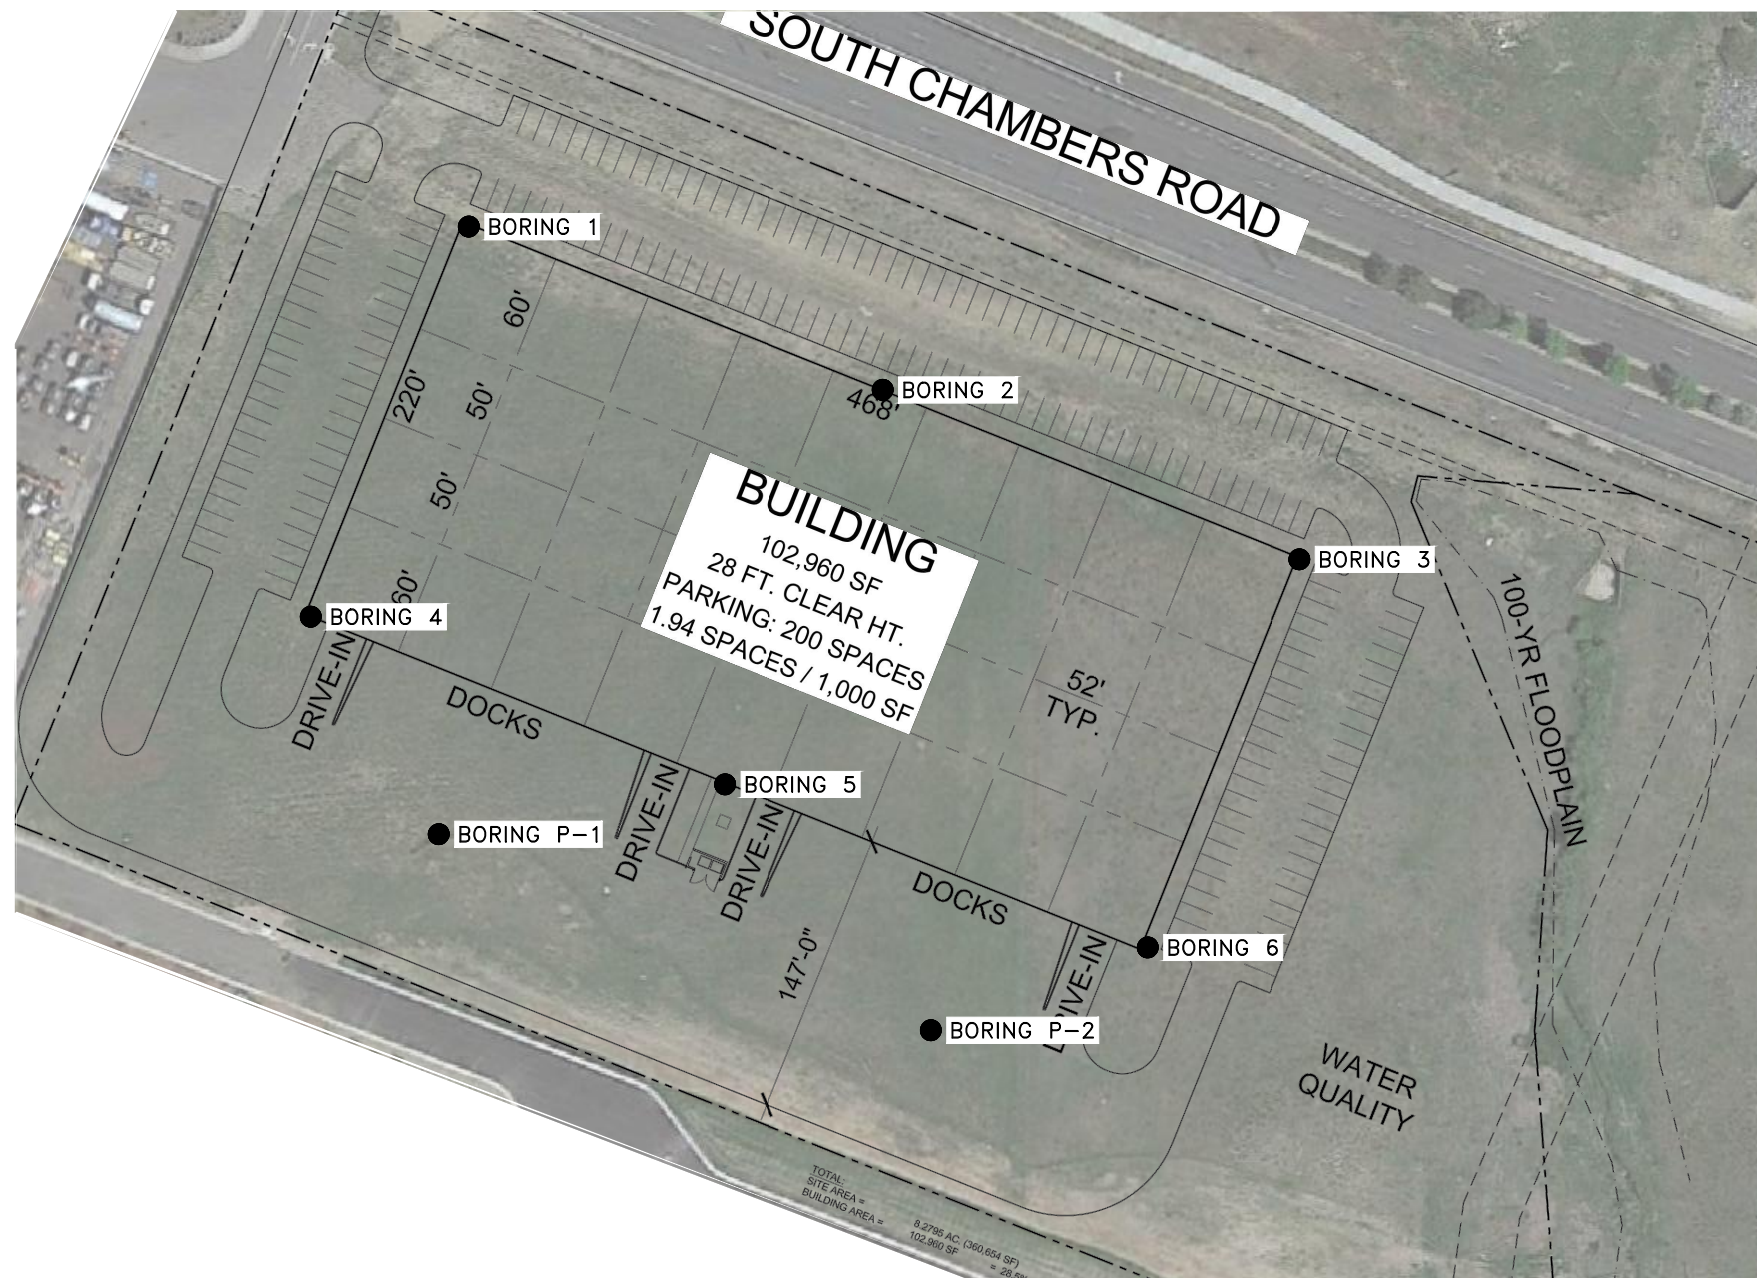 SOUTH CHAMBERS ROAD
BORING 1
60'
220'
50'
BORING 2
468'
50'
BUILDING
102,960 SF
28 FT. CLEAR HT.
PARKING: 200 SPACES
1.94 SPACES / 1,000 SF
BORING 3
100-YR FLOODPLAIN
60'
BORING 4
DRIVE-IN
DOCKS
52'
TYP.
BORING 5
BORING P-1
DRIVE-IN
DRIVE-IN
DOCKS
147'-0"
BORING 6
DRIVE-IN
BORING P-2
WATER
QUALITY
TOTAL:
SITE AREA = 8.2795 AC. (360,654 SF)
BUILDING AREA = 102,960 SF